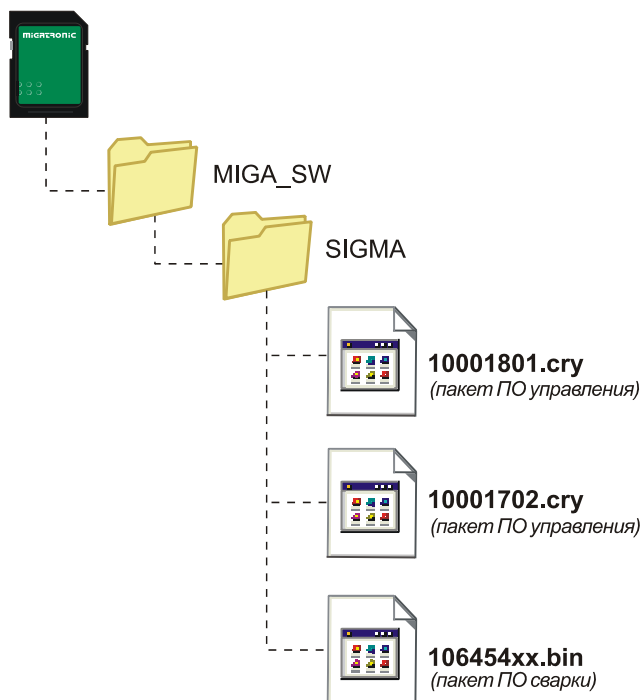 MIGATRONIC
MIGA_SW
SIGMA
10001801.cry
(пакет ПО управления)
10001702.cry
(пакет ПО управления)
106454xx.bin
(пакет ПО сварки)